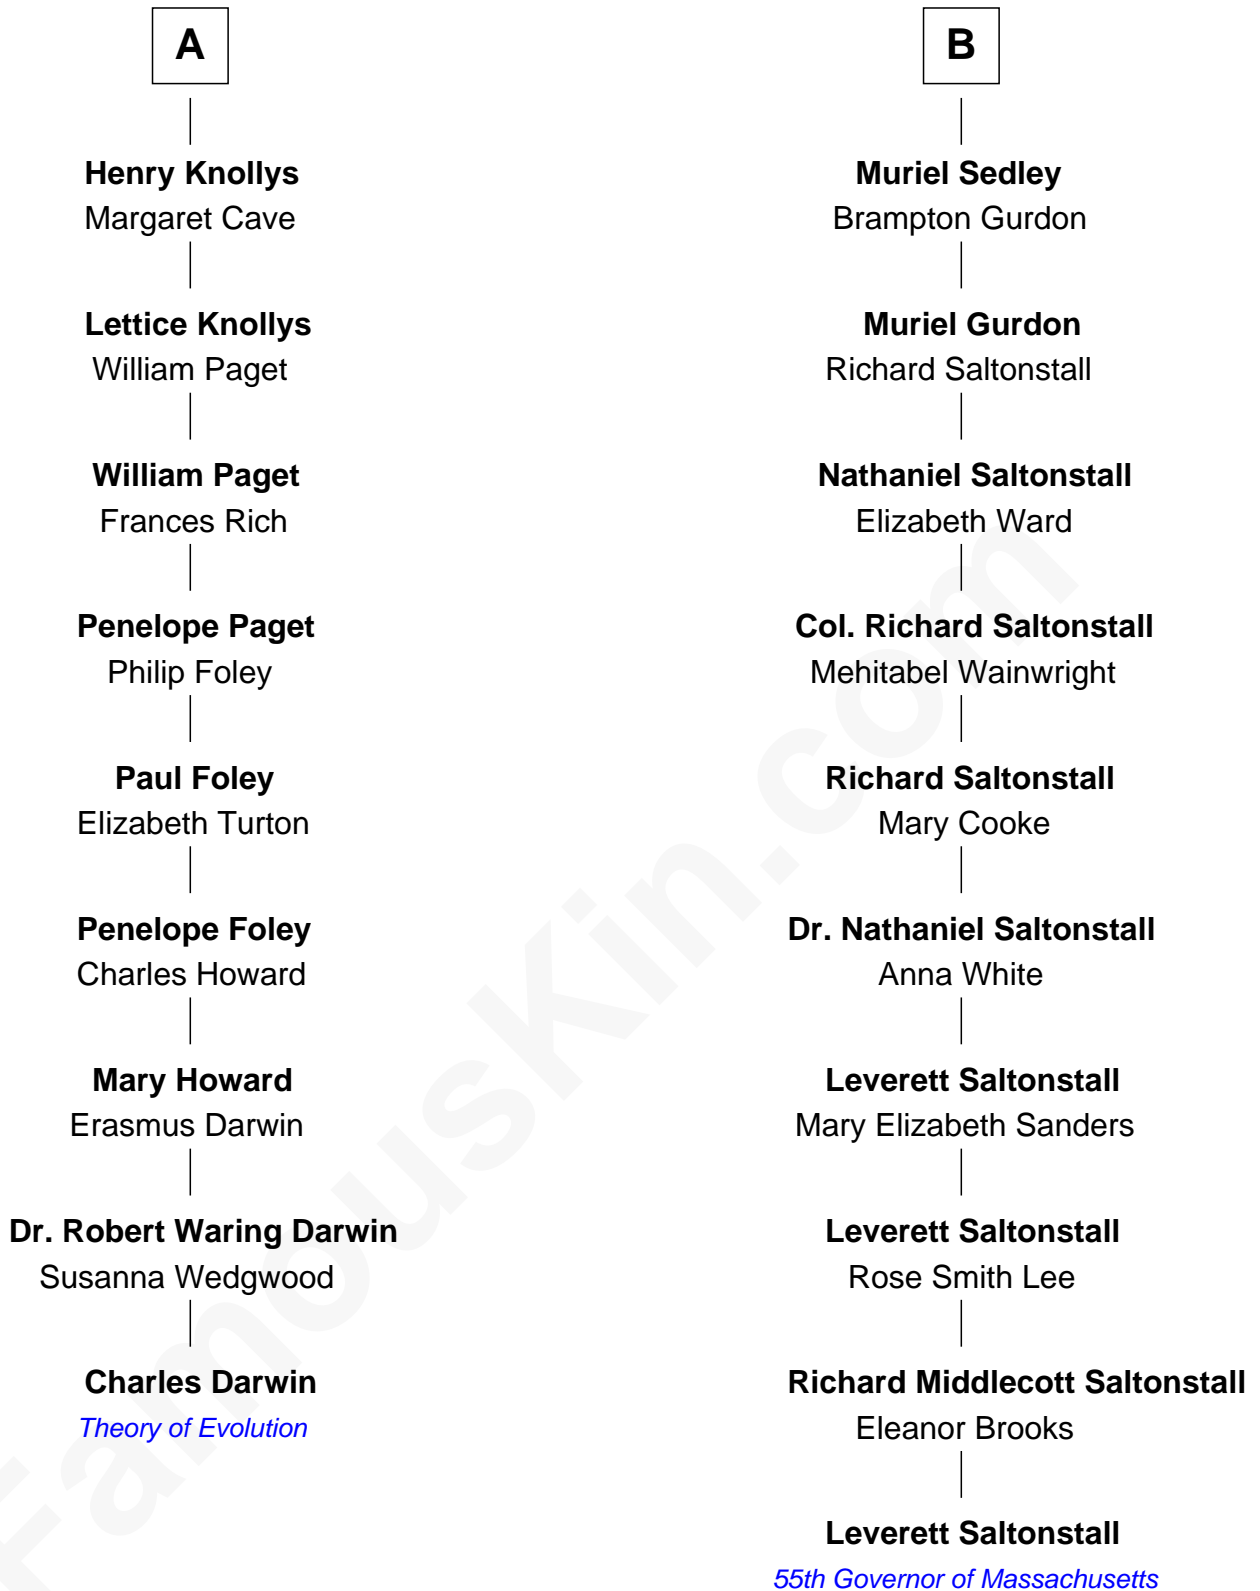 A
Henry Knollys
Margaret Cave
Lettice Knollys
William Paget
William Paget
Frances Rich
Penelope Paget
Philip Foley
Paul Foley
Elizabeth Turton
Penelope Foley
Charles Howard
Mary Howard
Erasmus Darwin
Dr. Robert Waring Darwin
Susanna Wedgwood
Charles Darwin
Theory of Evolution
B
Muriel Sedley
Brampton Gurdon
Muriel Gurdon
Richard Saltonstall
Nathaniel Saltonstall
Elizabeth Ward
Col. Richard Saltonstall
Mehitabel Wainwright
Richard Saltonstall
Mary Cooke
Dr. Nathaniel Saltonstall
Anna White
Leverett Saltonstall
Mary Elizabeth Sanders
Leverett Saltonstall
Rose Smith Lee
Richard Middlecott Saltonstall
Eleanor Brooks
Leverett Saltonstall
55th Governor of Massachusetts
FamousKin.com